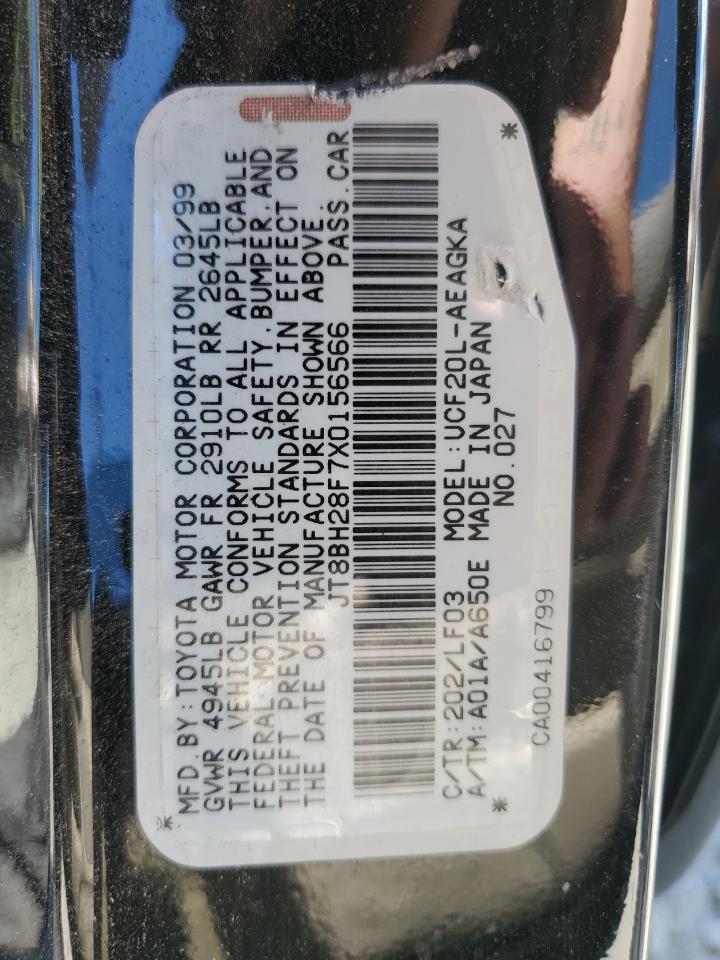 MFD. BY: TOYOTA MOTOR CORPORATION 03/99
GVWR 4945LB GAWR FR 2910LB RR 2645LB
THIS VEHICLE CONFORMS TO ALL APPLICABLE
FEDERAL MOTOR VEHICLE SAFETY, BUMPER, AND
THEFT PREVENTION STANDARDS IN EFFECT ON
THE DATE OF MANUFACTURE SHOWN ABOVE.
JT8BH28F7X0156566 PASS. CAR
C/TR: 202/LF03 MODEL: UCF20L-AEAGKA
A/TM: A01A/A650E MADE IN JAPAN
NO. 027
CA00416799